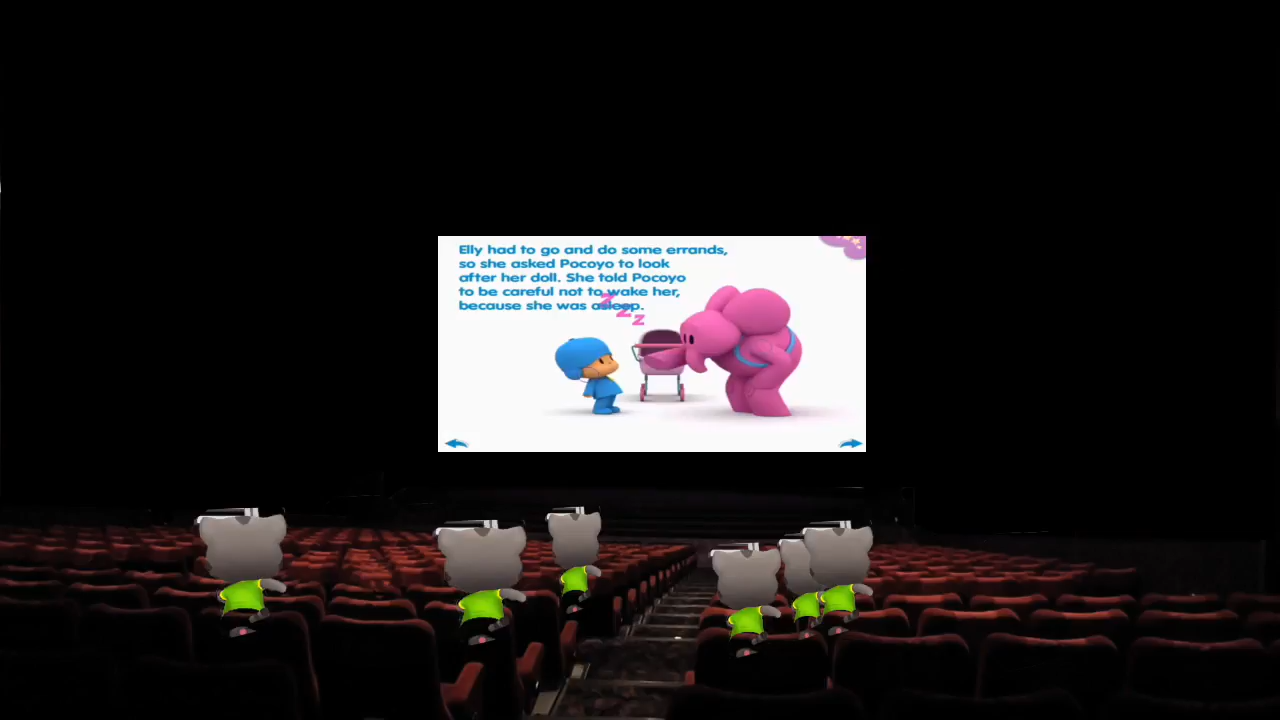 Elly had to go and do some errands,
so she asked Pocoyo to look
after her doll. She told Pocoyo
to be careful not to wake her,
because she was asleep.
z
z
z